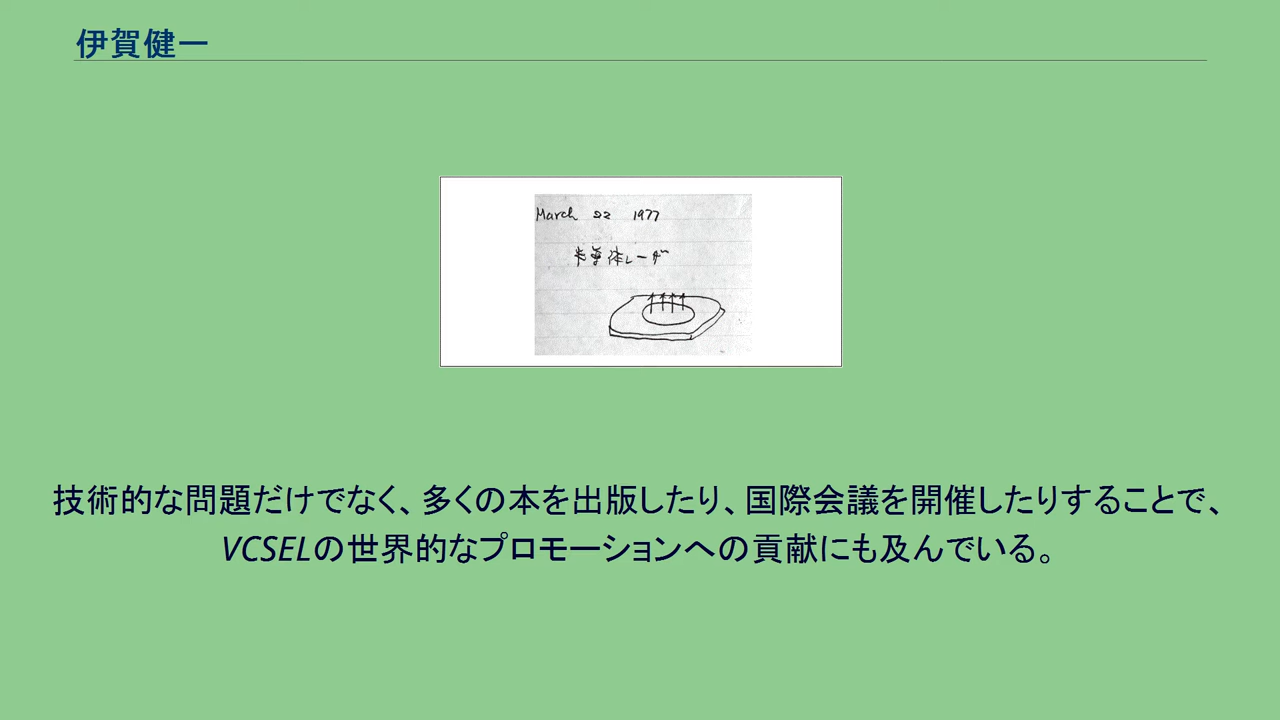 伊賀健一
March 22 1977
半導体レーザ
技術的な問題だけでなく、多くの本を出版したり、国際会議を開催したりすることで、
VCSELの世界的なプロモーションへの貢献にも及んでいる。